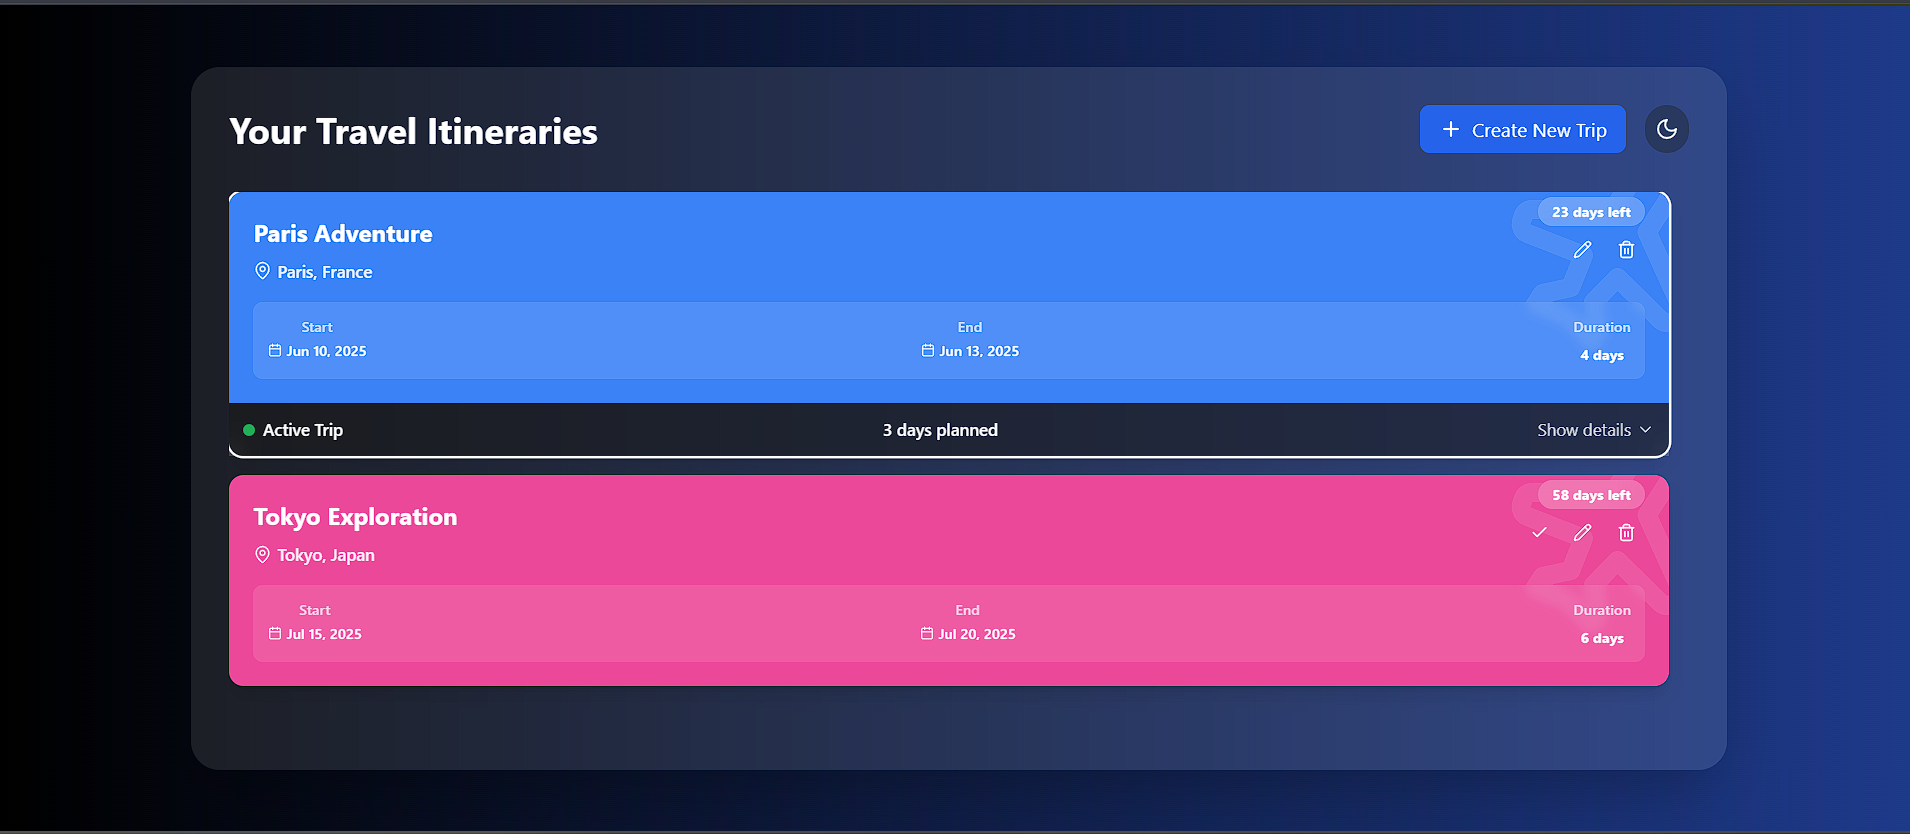 Your Travel Itineraries
Create New Trip
23 days left
Paris Adventure
Paris, France
Start End Duration
Jun 10, 2025 Jun 13, 2025 4 days
Active Trip 3 days planned Show details
58 days left
Tokyo Exploration
Tokyo, Japan
Start End Duration
Jul 15, 2025 Jul 20, 2025 6 days